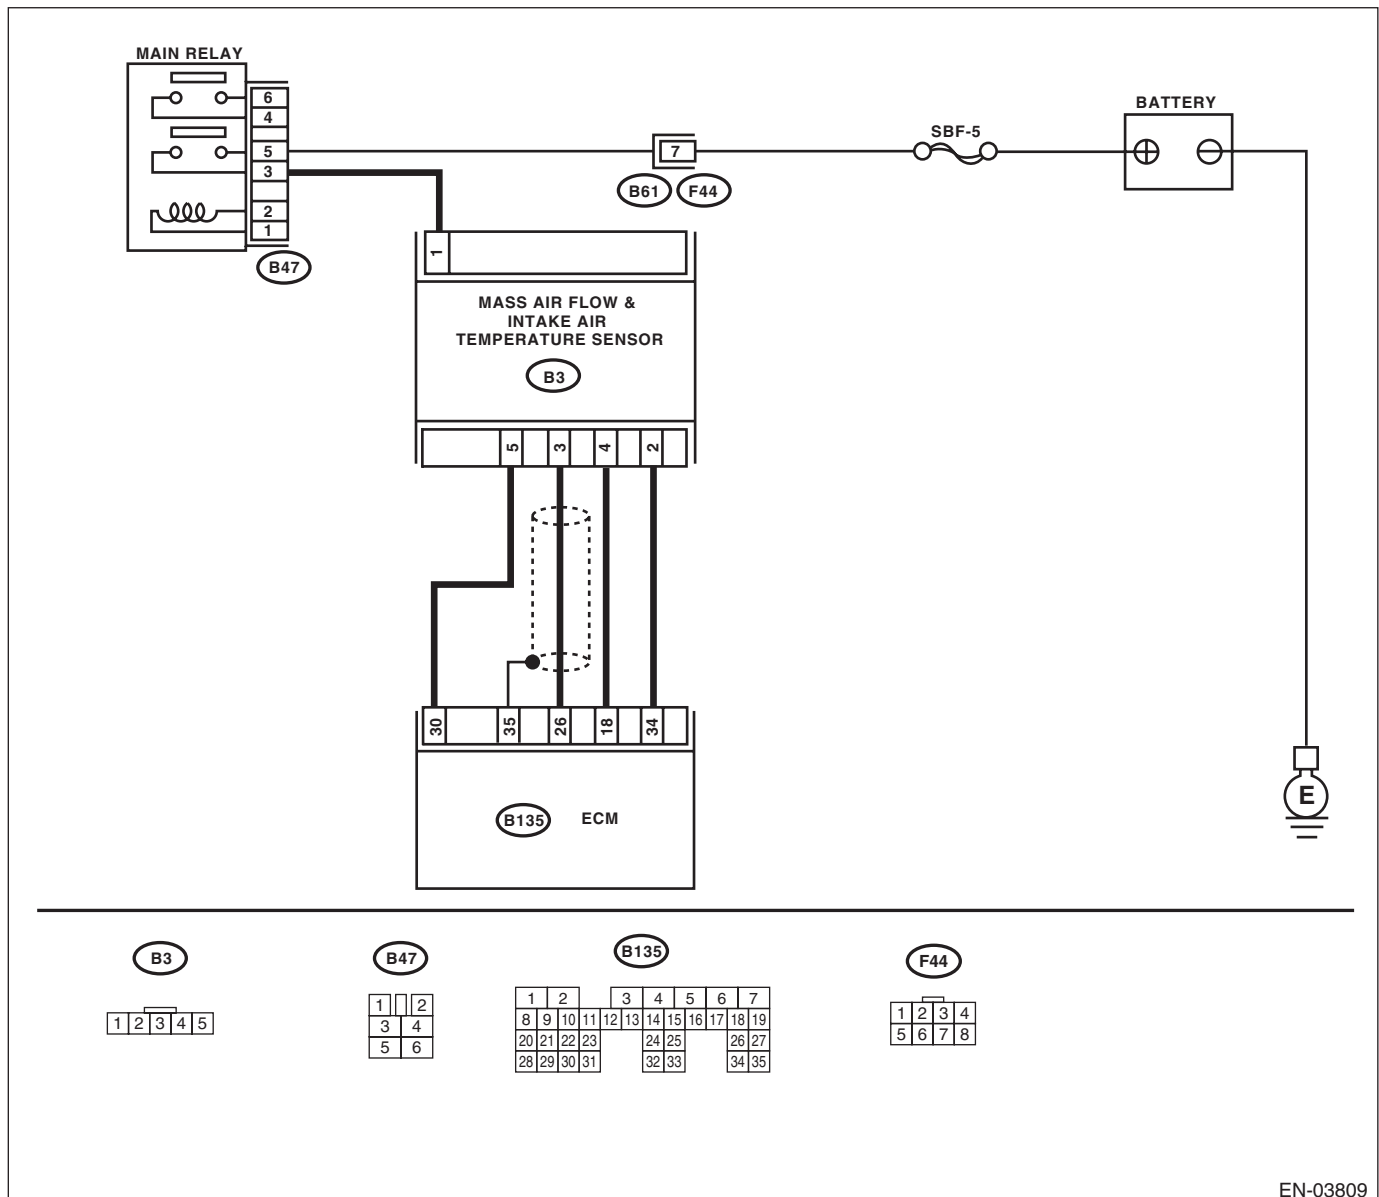 MAIN RELAY
6
4
5
3
2
1
B47
7
B61 F44
SBF-5
BATTERY
1
MASS AIR FLOW &
INTAKE AIR
TEMPERATURE SENSOR
B3
5 3 4 2
30 35 26 18 34
B135 ECM
E
B3
1 2 3 4 5
B47
1 2
3 4
5 6
B135
1 2 3 4 5 6 7
8 9 10 11 12 13 14 15 16 17 18 19
20 21 22 23 24 25 26 27
28 29 30 31 32 33 34 35
F44
1 2 3 4
5 6 7 8
EN-03809